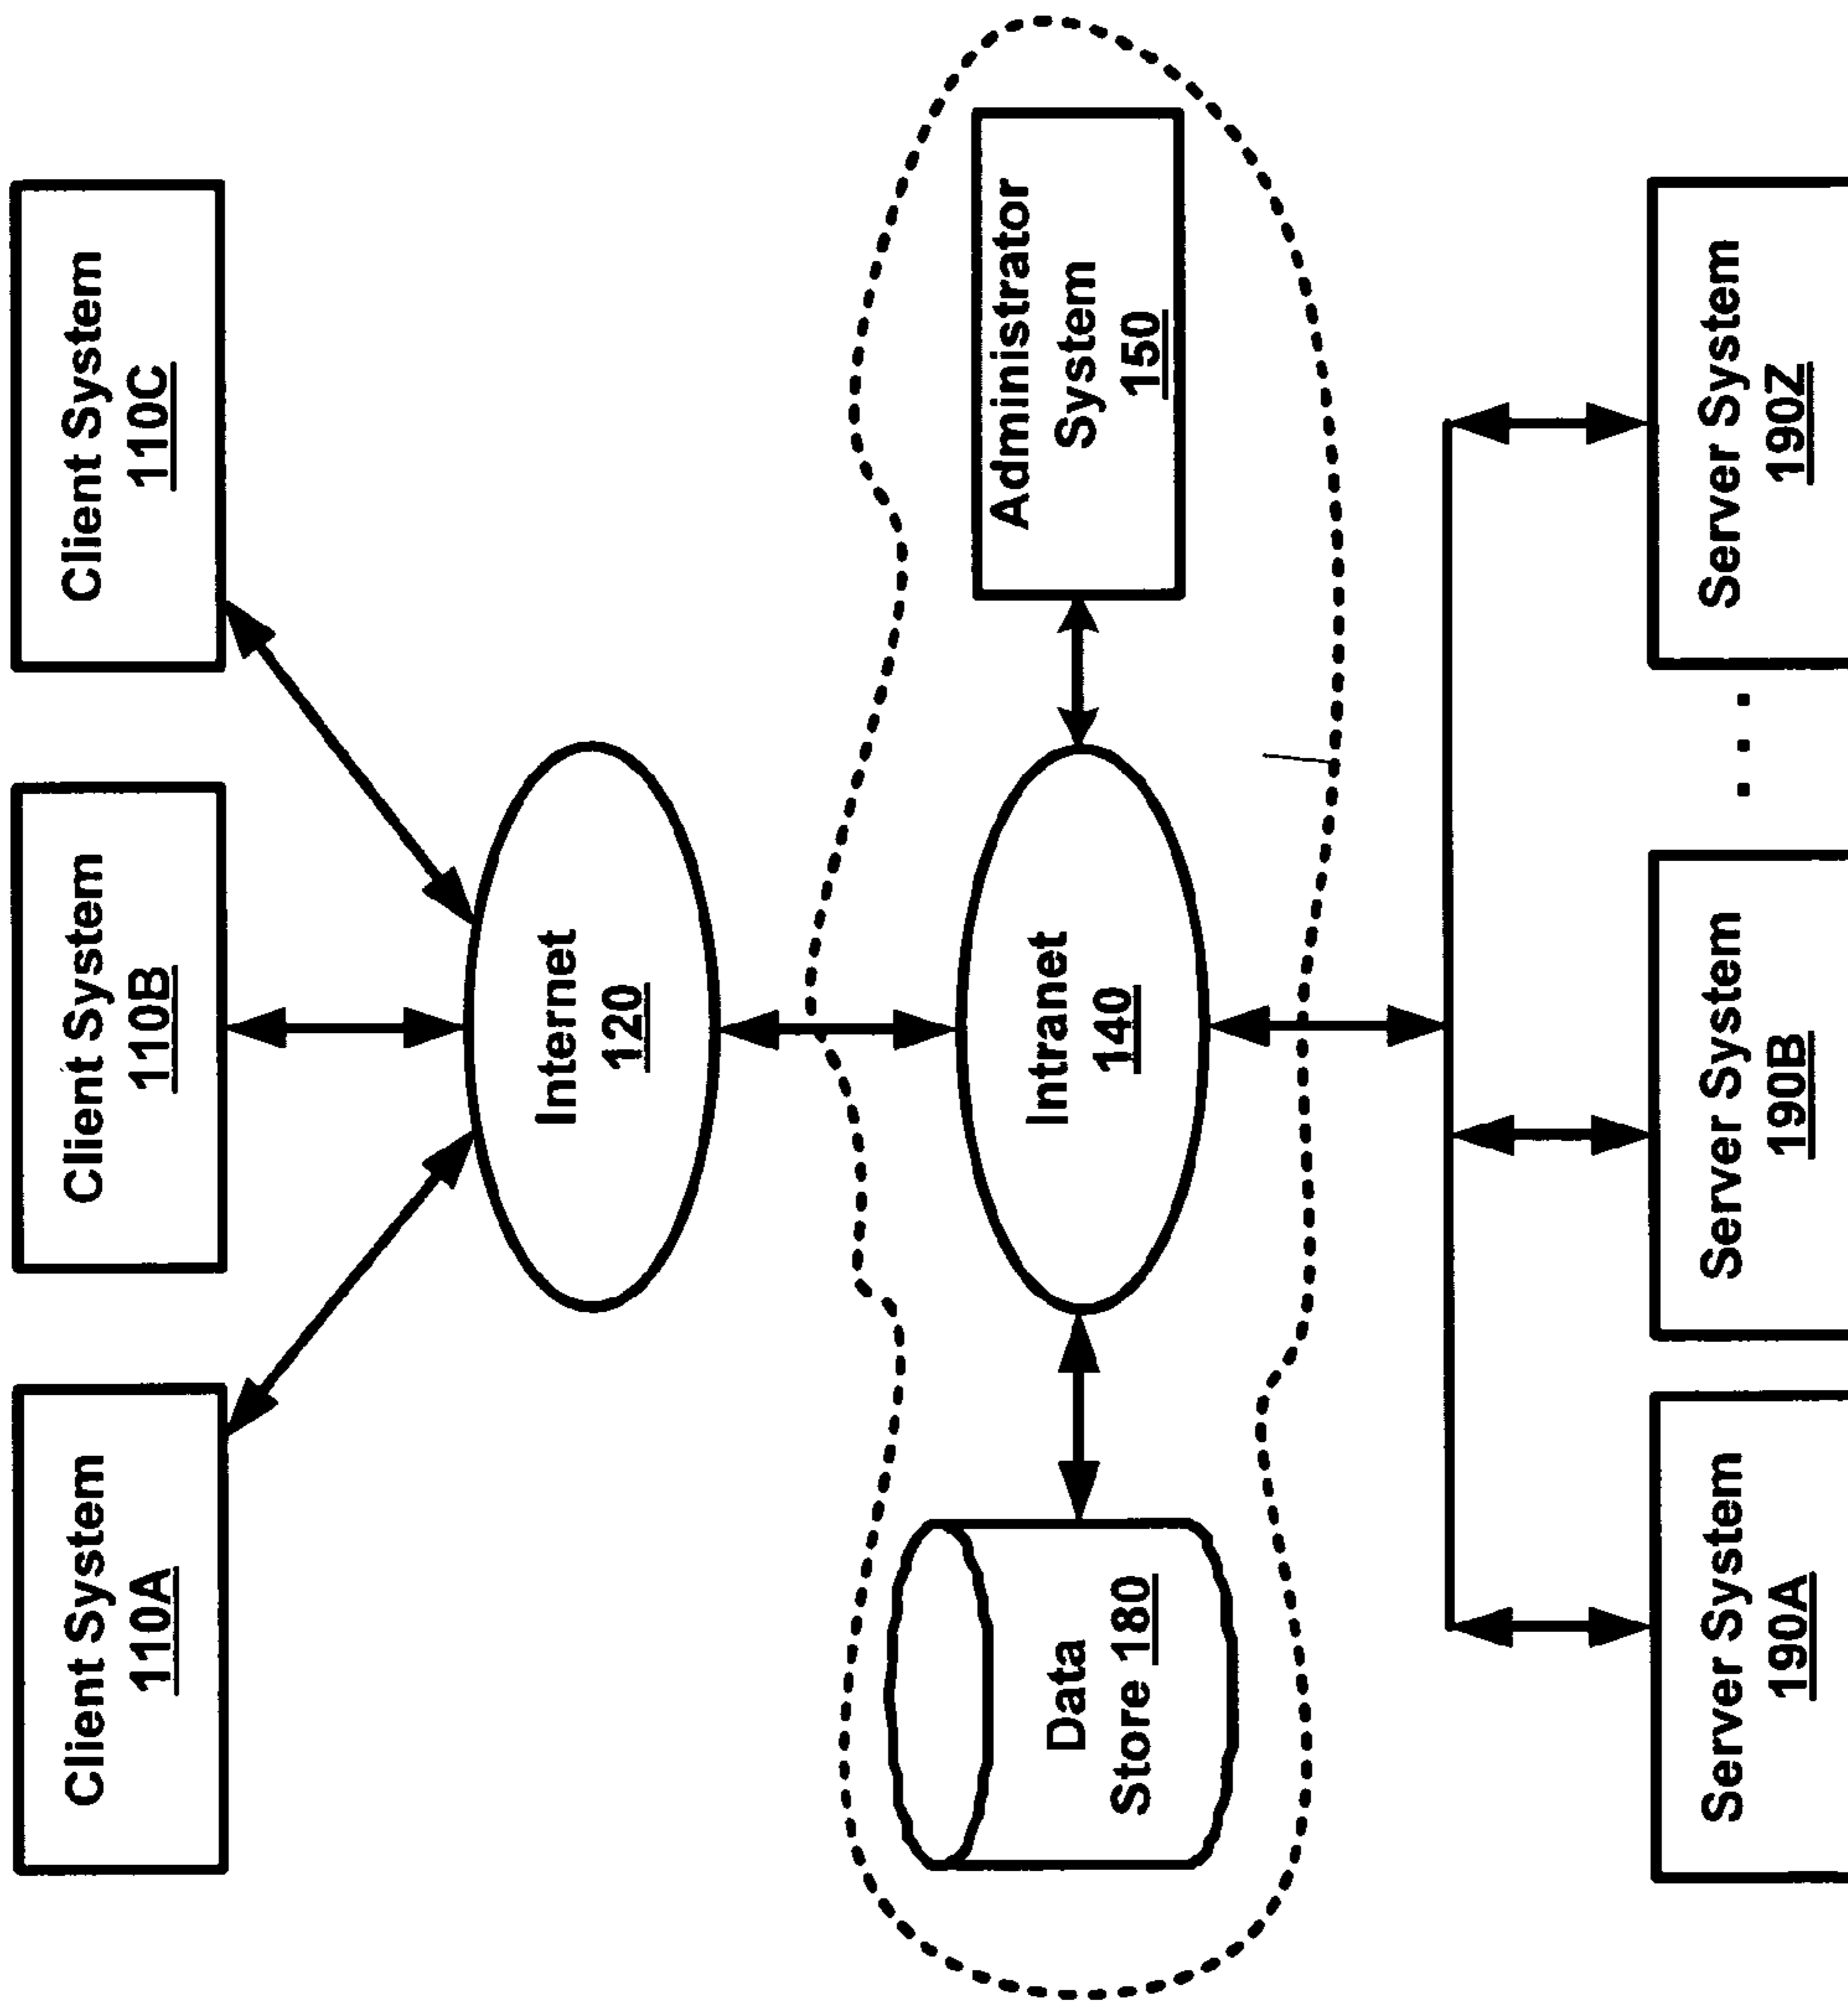 Client System
110A
Client System
110B
Client System
110C
Internet
120
Data
Store 180
Intranet
140
Administrator
System
150
Server System
190A
Server System
190B
. . .
Server System
190Z